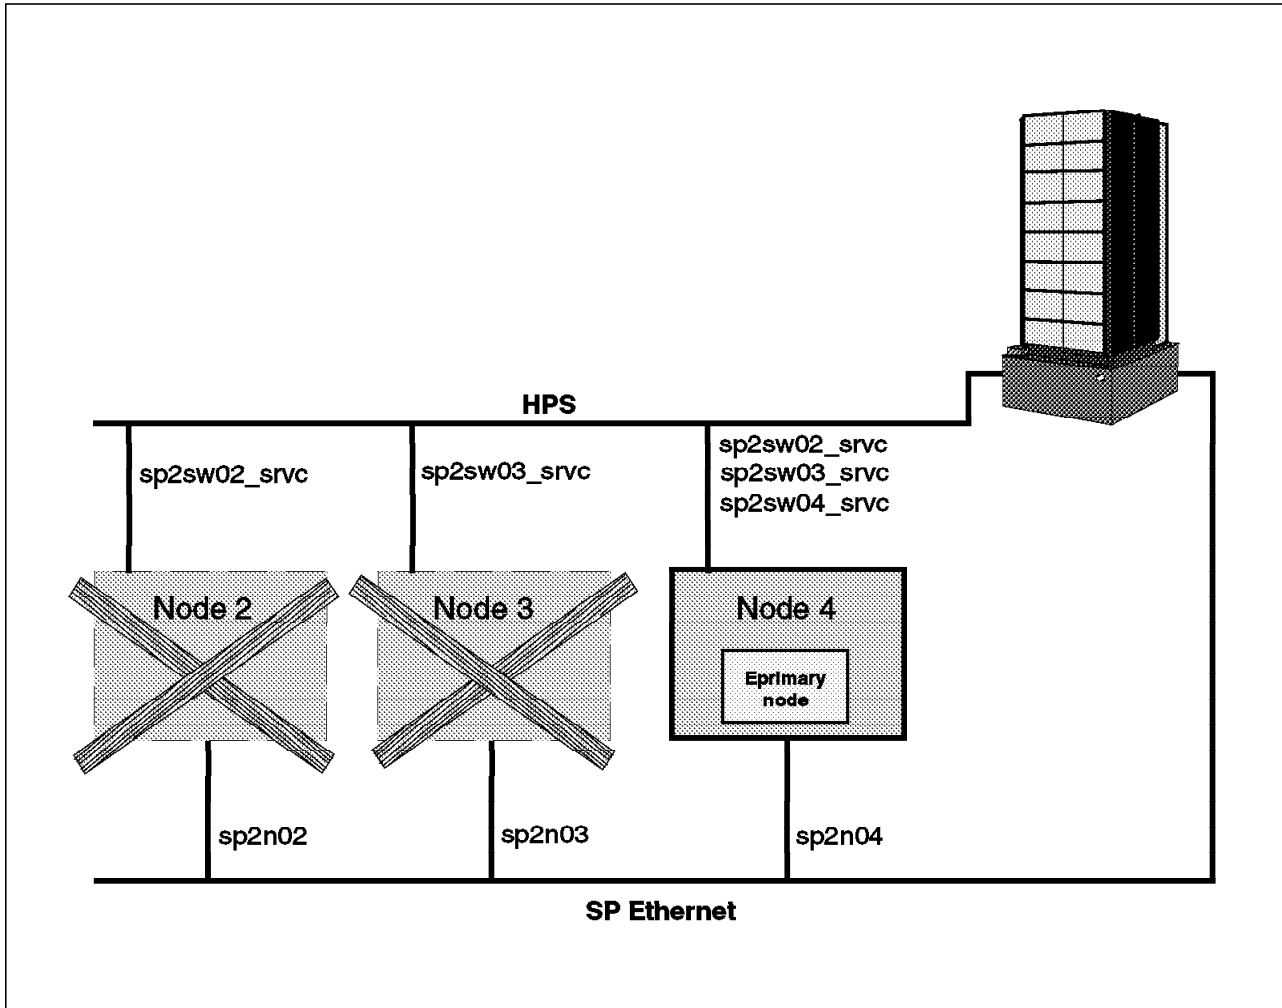 HPS
sp2sw02_srvc
sp2sw03_srvc
sp2sw02_srvc
sp2sw03_srvc
sp2sw04_srvc
Node 2
Node 3
Node 4
Eprimary
node
sp2n02
sp2n03
sp2n04
SP Ethernet